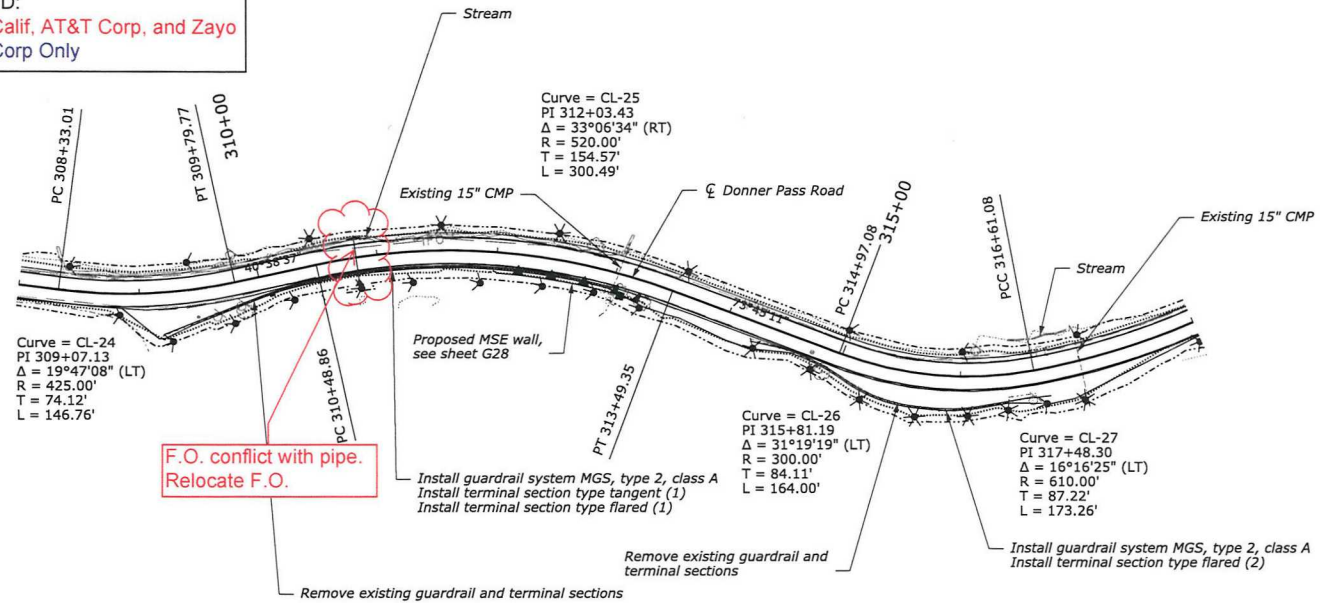 D:
Calif, AT&T Corp, and Zayo
Corp Only
Stream
PC 308+33.01
PT 309+79.77
310+00
Curve = CL-25
PI 312+03.43
Δ = 33°06'34" (RT)
R = 520.00'
T = 154.57'
L = 300.49'
Existing 15" CMP
℄ Donner Pass Road
PC 314+97.08
315+00
PCC 316+61.08
Existing 15" CMP
Stream
40°38'37"
73°45'11"
Curve = CL-24
PI 309+07.13
Δ = 19°47'08" (LT)
R = 425.00'
T = 74.12'
L = 146.76'
PC 310+48.86
Proposed MSE wall,
see sheet G28
PT 313+49.35
F.O. conflict with pipe.
Relocate F.O.
Curve = CL-26
PI 315+81.19
Δ = 31°19'19" (LT)
R = 300.00'
T = 84.11'
L = 164.00'
Curve = CL-27
PI 317+48.30
Δ = 16°16'25" (LT)
R = 610.00'
T = 87.22'
L = 173.26'
Install guardrail system MGS, type 2, class A
Install terminal section type tangent (1)
Install terminal section type flared (1)
Remove existing guardrail and
terminal sections
Install guardrail system MGS, type 2, class A
Install terminal section type flared (2)
Remove existing guardrail and terminal sections